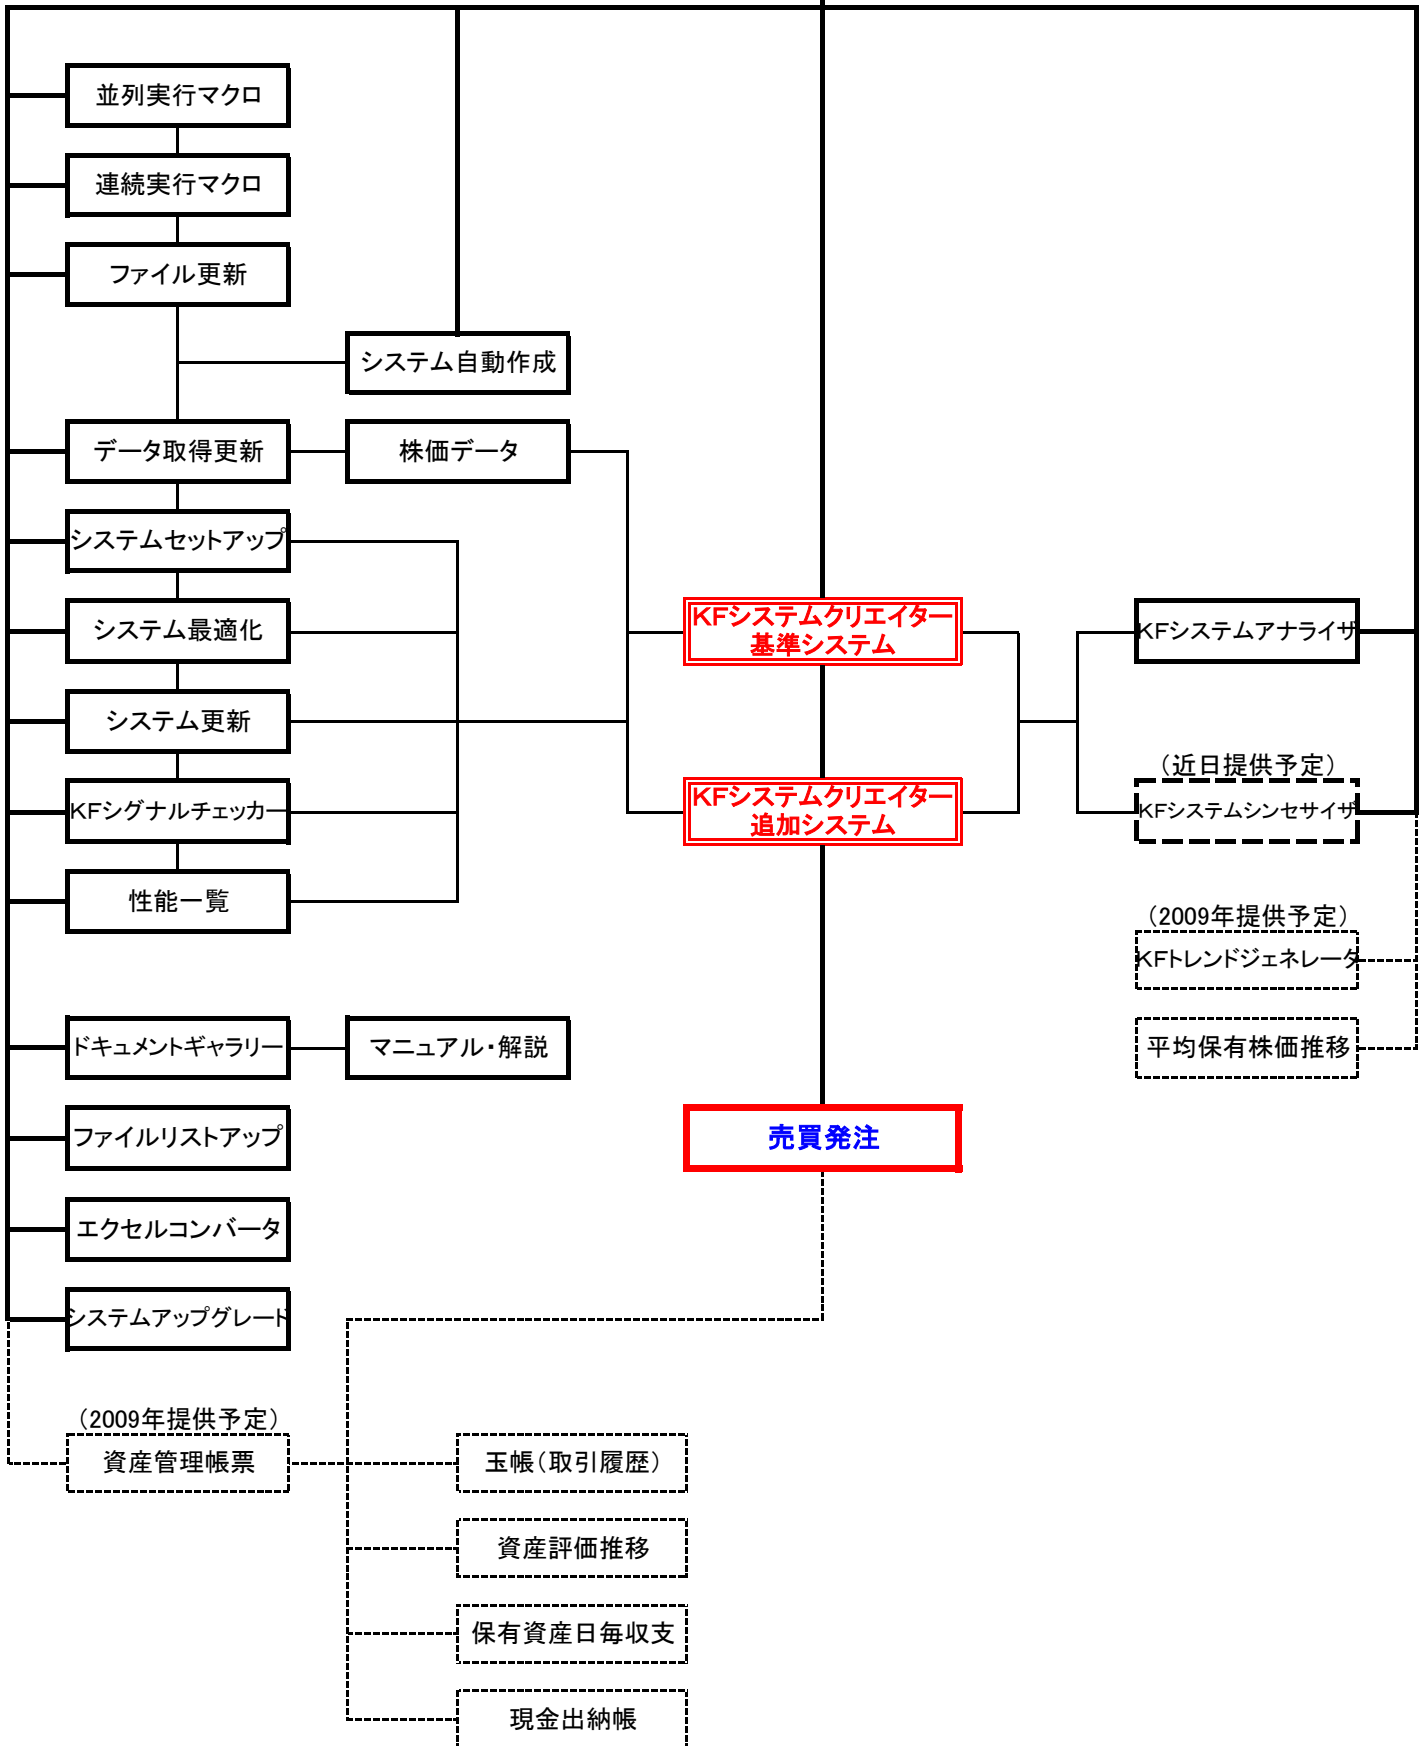 並列実行マクロ
連続実行マクロ
ファイル更新
システム自動作成
データ取得更新
株価データ
システムセットアップ
システム最適化
システム更新
KFシグナルチェッカー
性能一覧
KFシステムクリエイター
基準システム
KFシステムクリエイター
追加システム
KFシステムアナライザ
（近日提供予定）
KFシステムシンセサイザ
（2009年提供予定）
KFトレンドジェネレータ
平均保有株価推移
ドキュメントギャラリー
マニュアル・解説
ファイルリストアップ
売買発注
エクセルコンバータ
システムアップグレード
（2009年提供予定）
資産管理帳票
玉帳（取引履歴）
資産評価推移
保有資産日毎収支
現金出納帳